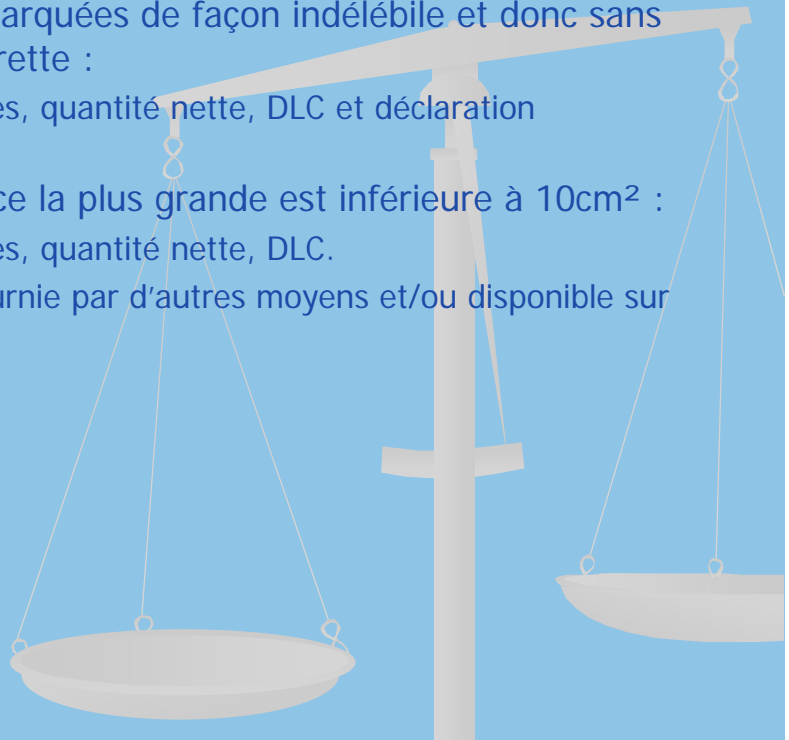 arquées de façon indélébile et donc sans
rette :
es, quantité nette, DLC et déclaration
ce la plus grande est inférieure à 10cm² :
es, quantité nette, DLC.
urnie par d'autres moyens et/ou disponible sur